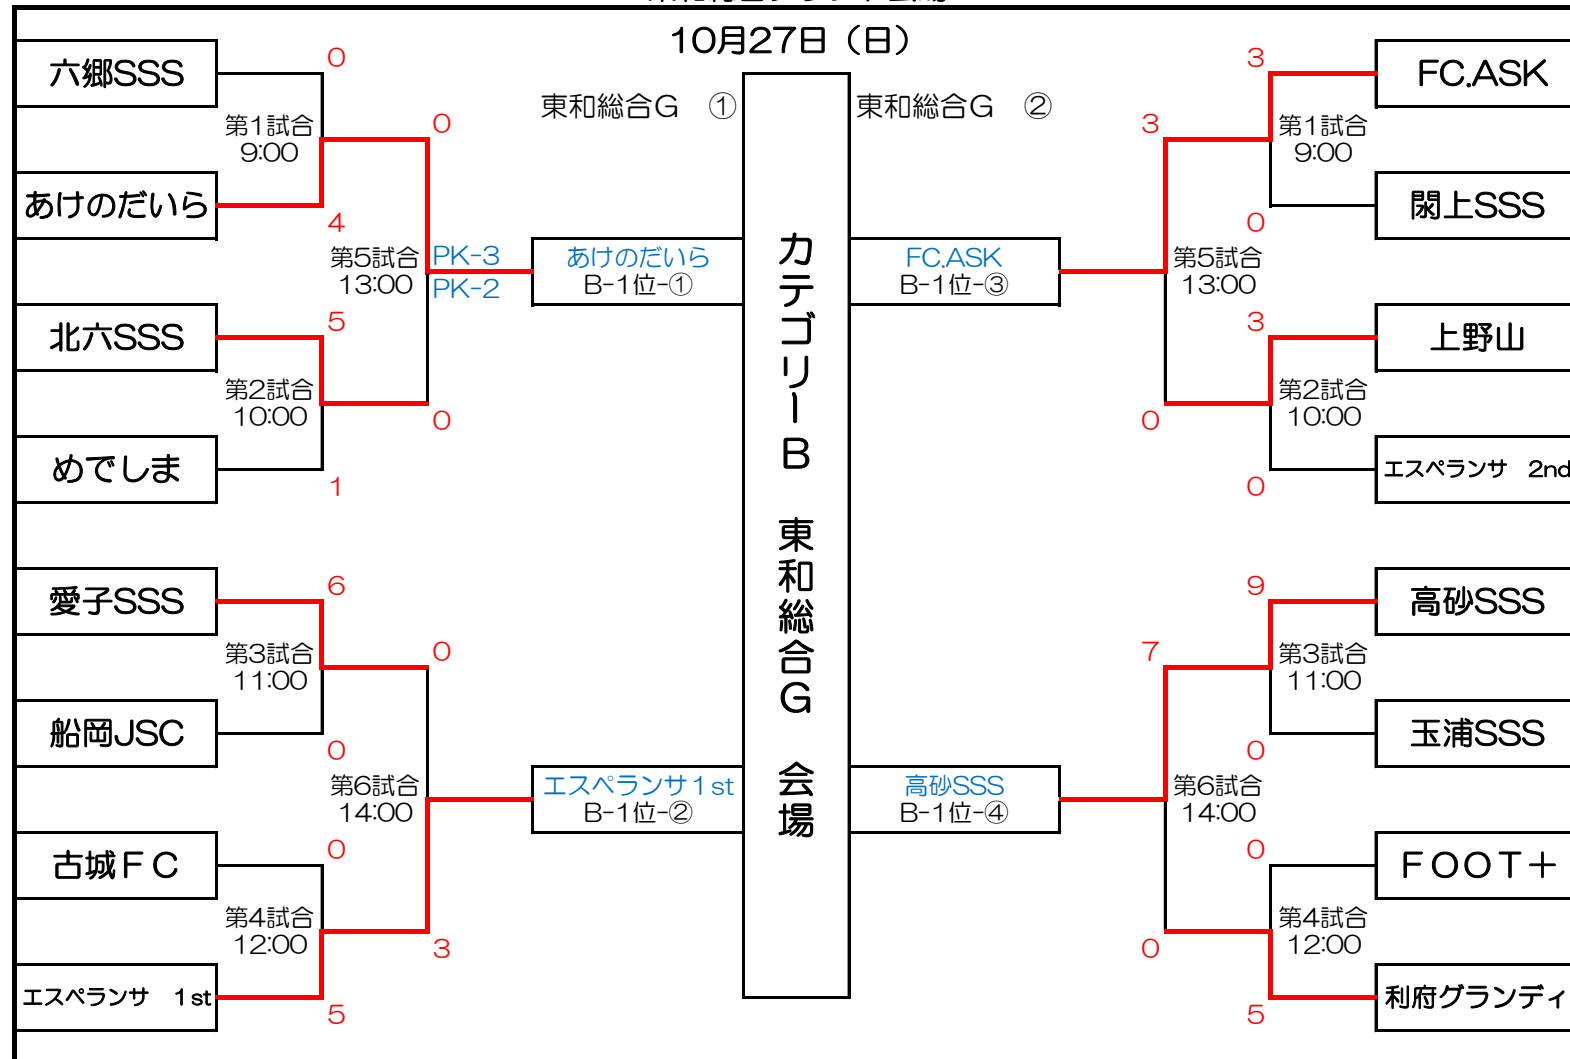 10月27日（日）
東和総合G　①
東和総合G　②
カテゴリーB　東和総合G　会場
六郷SSS
0
第1試合
9:00
0
あけのだいら
4
第5試合
13:00
PK-3
PK-2
あけのだいら
B-1位-①
北六SSS
5
第2試合
10:00
0
めでしま
1
愛子SSS
6
第3試合
11:00
0
船岡JSC
0
第6試合
14:00
エスペランサ１st
B-1位-②
古城ＦＣ
0
第4試合
12:00
3
エスペランサ　1st
5
3
FC.ASK
3
第1試合
9:00
0
閖上SSS
FC.ASK
B-1位-③
第5試合
13:00
3
上野山
第2試合
10:00
0
0
エスペランサ　2nd
9
高砂SSS
7
第3試合
11:00
0
玉浦SSS
高砂SSS
B-1位-④
第6試合
14:00
0
ＦＯＯＴ＋
第4試合
12:00
0
5
利府グランディ